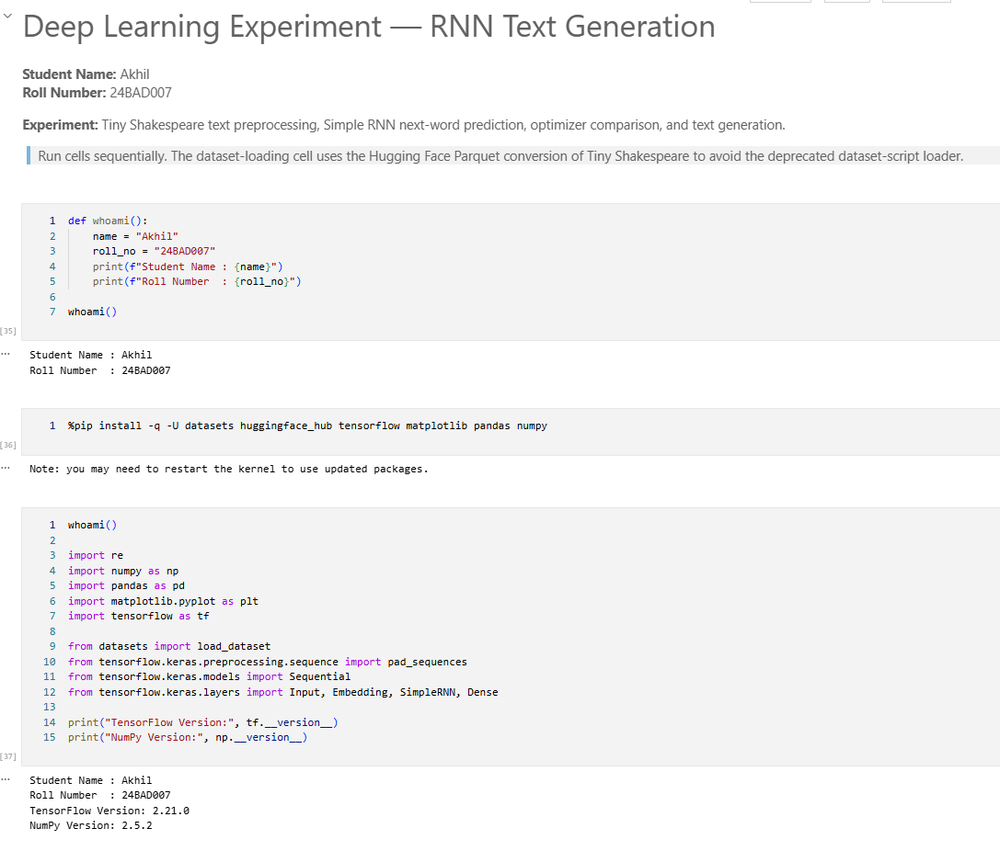 Deep Learning Experiment — RNN Text Generation
Student Name: Akhil
Roll Number: 24BAD007
Experiment: Tiny Shakespeare text preprocessing, Simple RNN next-word prediction, optimizer comparison, and text generation.
Run cells sequentially. The dataset-loading cell uses the Hugging Face Parquet conversion of Tiny Shakespeare to avoid the deprecated dataset-script loader.
1 def whoami():
2     name = "Akhil"
3     roll_no = "24BAD007"
4     print(f"Student Name : {name}")
5     print(f"Roll Number  : {roll_no}")
6
7 whoami()
[35]
... Student Name : Akhil
Roll Number  : 24BAD007
1 %pip install -q -U datasets huggingface_hub tensorflow matplotlib pandas numpy
[36]
... Note: you may need to restart the kernel to use updated packages.
1 whoami()
2
3 import re
4 import numpy as np
5 import pandas as pd
6 import matplotlib.pyplot as plt
7 import tensorflow as tf
8
9 from datasets import load_dataset
10 from tensorflow.keras.preprocessing.sequence import pad_sequences
11 from tensorflow.keras.models import Sequential
12 from tensorflow.keras.layers import Input, Embedding, SimpleRNN, Dense
13
14 print("TensorFlow Version:", tf.__version__)
15 print("NumPy Version:", np.__version__)
[37]
... Student Name : Akhil
Roll Number  : 24BAD007
TensorFlow Version: 2.21.0
NumPy Version: 2.5.2